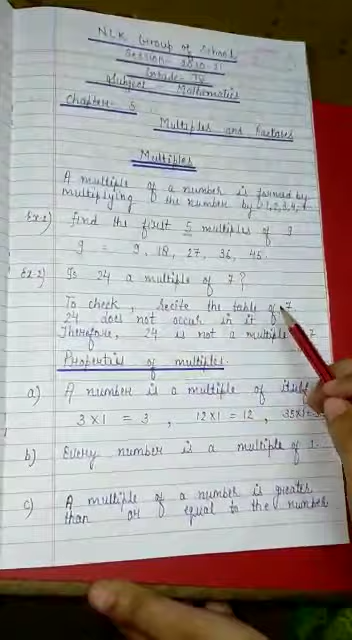 NLK Group of School
Session - 2020-21
Grade - IV
Subject - Mathematics
Chapter - 5
Multiples and Factors
Multiples
A multiple of a number is formed by
multiplying the number by 1,2,3,4,
Ex-1) find the first 5 multiples of 9
9 = 9, 18, 27, 36, 45.
Ex-2) Is 24 a multiple of 7?
To check, recite the table of 7
24 does not occur in it
Therefore, 24 is not a multiple 7
Properties of multiples.
a) A number is a multiple of itself
3 x 1 = 3, 12 x 1 = 12, 35x1=
b) Every number is a multiple of 1.
c) A multiple of a number is greater
than or equal to the number